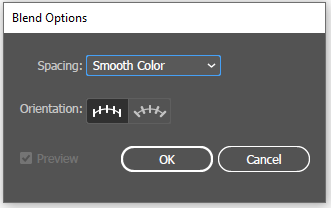 Blend Options
Spacing: Smooth Color
Orientation:
Preview OK Cancel